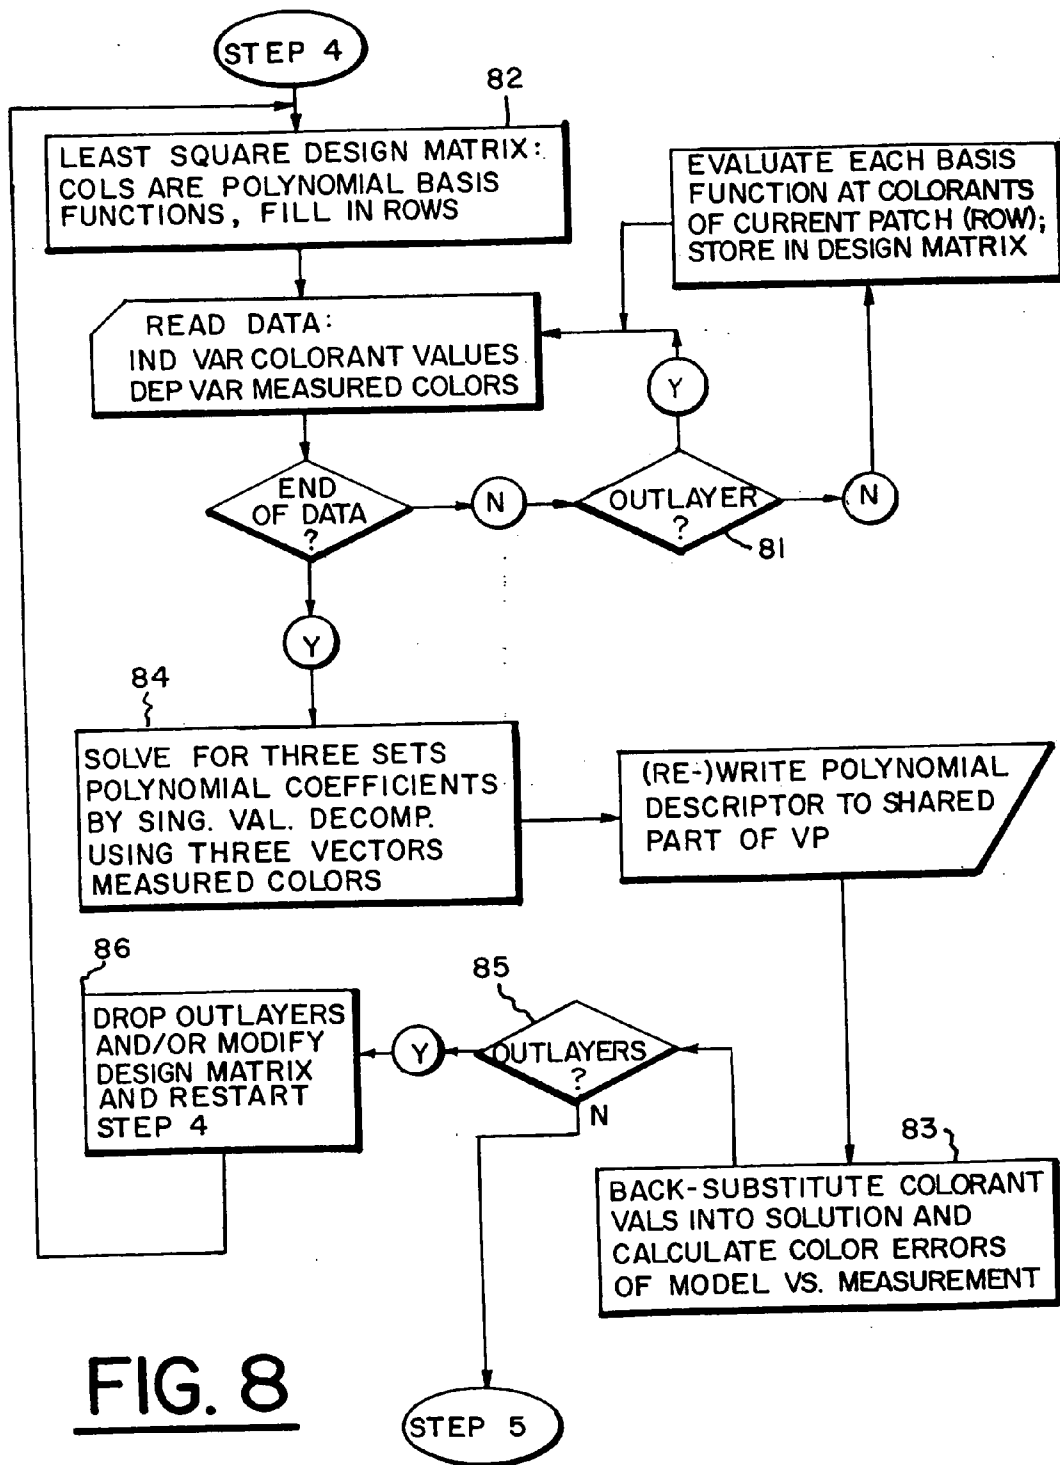 STEP 4
82
LEAST SQUARE DESIGN MATRIX:
COLS ARE POLYNOMIAL BASIS
FUNCTIONS, FILL IN ROWS
EVALUATE EACH BASIS
FUNCTION AT COLORANTS
OF CURRENT PATCH (ROW);
STORE IN DESIGN MATRIX
READ DATA:
IND VAR COLORANT VALUES
DEP VAR MEASURED COLORS
Y
END
OF DATA
?
N
OUTLAYER
?
N
81
Y
84
SOLVE FOR THREE SETS
POLYNOMIAL COEFFICIENTS
BY SING. VAL. DECOMP.
USING THREE VECTORS
MEASURED COLORS
(RE-)WRITE POLYNOMIAL
DESCRIPTOR TO SHARED
PART OF VP
86
DROP OUTLAYERS
AND/OR MODIFY
DESIGN MATRIX
AND RESTART
STEP 4
Y
85
OUTLAYERS
?
N
83
BACK-SUBSTITUTE COLORANT
VALS INTO SOLUTION AND
CALCULATE COLOR ERRORS
OF MODEL VS. MEASUREMENT
FIG. 8
STEP 5